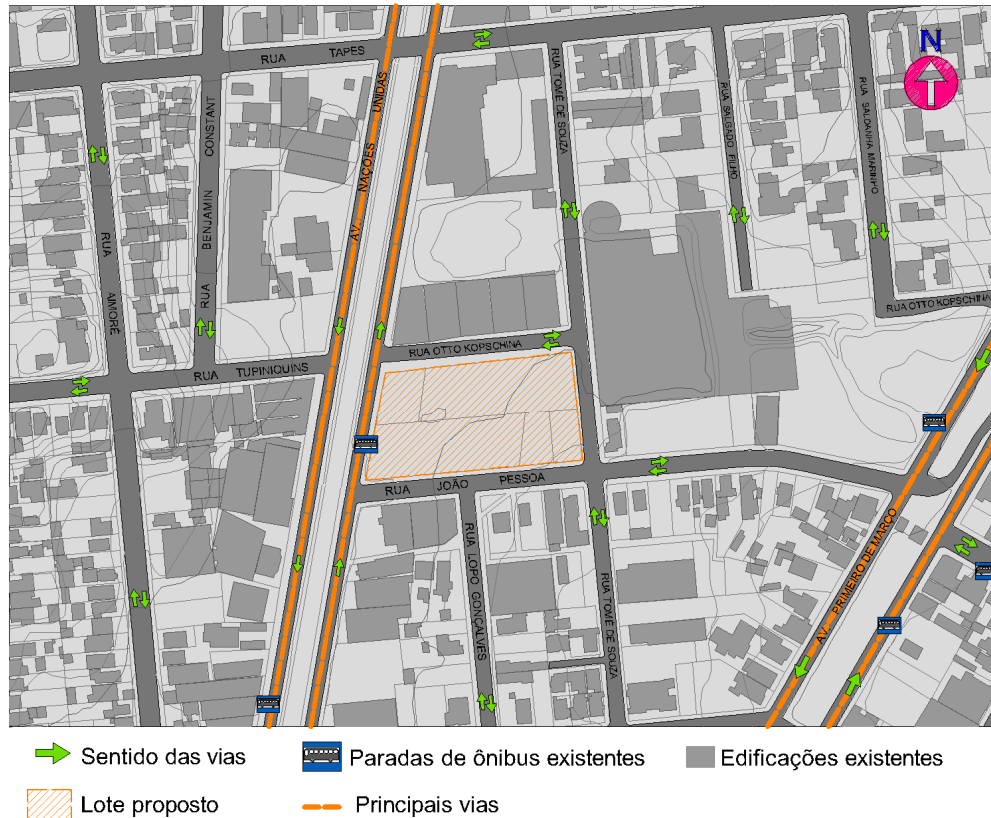 N
RUA TAPES
RUA TOMÉ DE SOUZA
RUA SALGADO FILHO
RUA SALDANHA MARINHO
RUA BENJAMIN CONSTANT
AV. NAÇÕES UNIDAS
RUA AIMORÉ
RUA OTTO KOPSCHINA
RUA OTTO KOPSCHINA
RUA TUPINIQUINS
RUA JOÃO PESSOA
RUA LOPO GONÇALVES
RUA TOMÉ DE SOUZA
AV. PRIMEIRO DE MARÇO
Sentido das vias
Paradas de ônibus existentes
Edificações existentes
Lote proposto
Principais vias